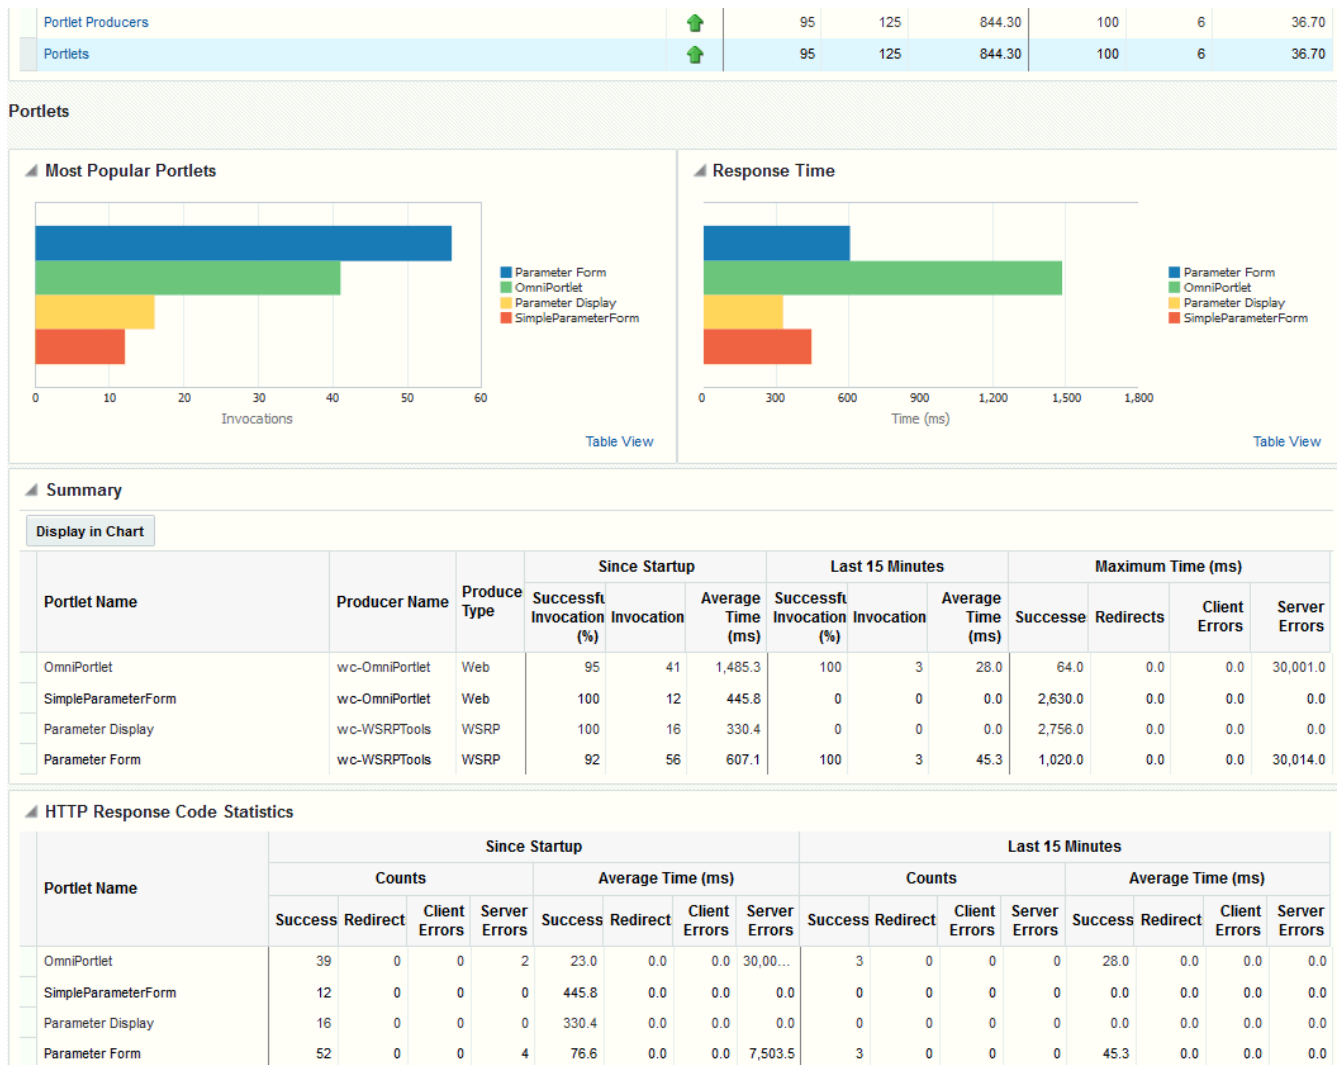 Portlet Producers 95 125 844.30 100 6 36.70
Portlets 95 125 844.30 100 6 36.70
Portlets
Most Popular Portlets
Parameter Form
OmniPortlet
Parameter Display
SimpleParameterForm
0 10 20 30 40 50 60
Invocations
Table View
Response Time
Parameter Form
OmniPortlet
Parameter Display
SimpleParameterForm
0 300 600 900 1,200 1,500 1,800
Time (ms)
Table View
Summary
Display in Chart
Since Startup Last 15 Minutes Maximum Time (ms)
Portlet Name Producer Name Produce Type Successfu Invocation (%) Invocation Average Time (ms) Successfu Invocation (%) Invocation Average Time (ms) Successe Redirects Client Errors Server Errors
OmniPortlet wc-OmniPortlet Web 95 41 1,485.3 100 3 28.0 64.0 0.0 0.0 30,001.0
SimpleParameterForm wc-OmniPortlet Web 100 12 445.8 0 0 0.0 2,630.0 0.0 0.0 0.0
Parameter Display wc-WSRPTools WSRP 100 16 330.4 0 0 0.0 2,756.0 0.0 0.0 0.0
Parameter Form wc-WSRPTools WSRP 92 56 607.1 100 3 45.3 1,020.0 0.0 0.0 30,014.0
HTTP Response Code Statistics
Since Startup Last 15 Minutes
Counts Average Time (ms) Counts Average Time (ms)
Portlet Name Success Redirect Client Errors Server Errors Success Redirect Client Errors Server Errors Success Redirect Client Errors Server Errors Success Redirect Client Errors Server Errors
OmniPortlet 39 0 0 2 23.0 0.0 0.0 30,00... 3 0 0 0 28.0 0.0 0.0 0.0
SimpleParameterForm 12 0 0 0 445.8 0.0 0.0 0.0 0 0 0 0 0.0 0.0 0.0 0.0
Parameter Display 16 0 0 0 330.4 0.0 0.0 0.0 0 0 0 0 0.0 0.0 0.0 0.0
Parameter Form 52 0 0 4 76.6 0.0 0.0 7,503.5 3 0 0 0 45.3 0.0 0.0 0.0